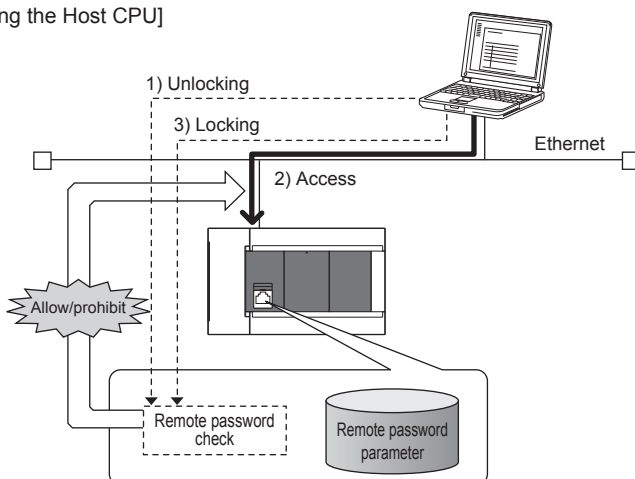 ng the Host CPU]
1) Unlocking
3) Locking
Ethernet
2) Access
Allow/prohibit
Remote password
check
Remote password
parameter